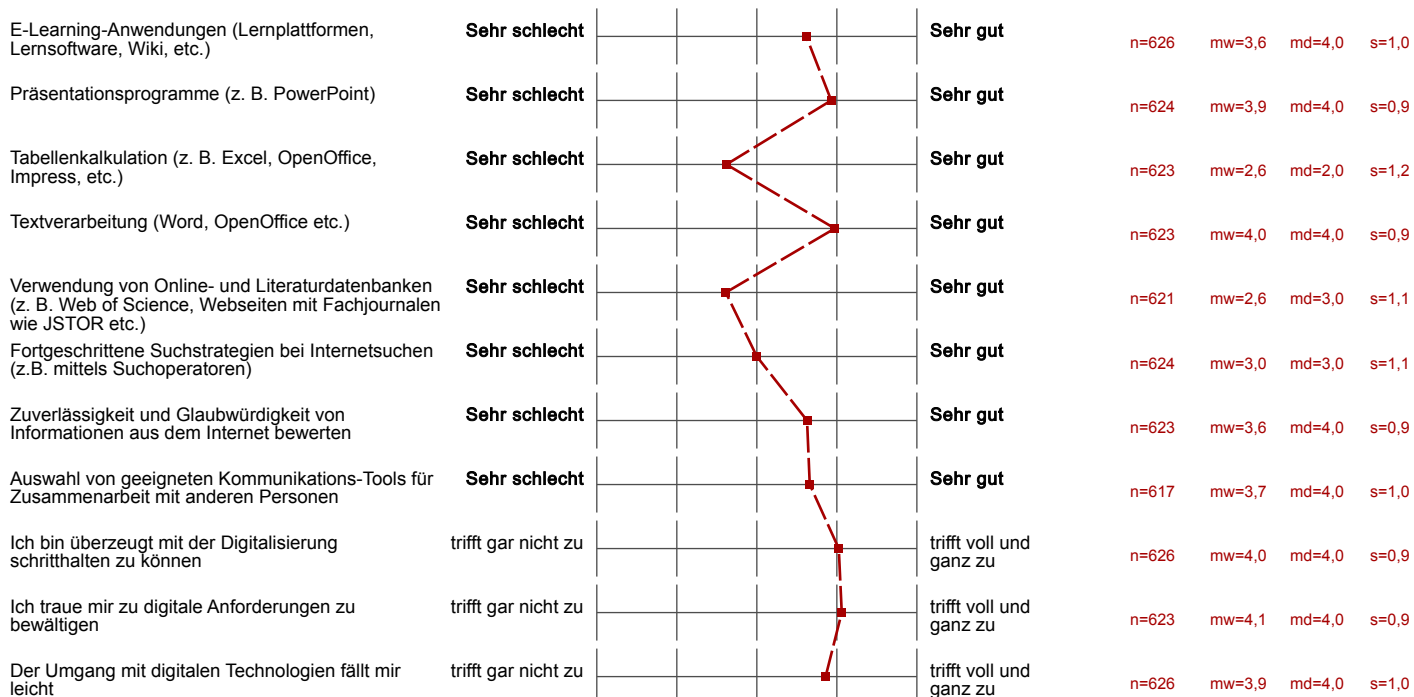 E-Learning-Anwendungen (Lernplattformen,
Lernsoftware, Wiki, etc.)
Sehr schlecht
Sehr gut
n=626 mw=3,6 md=4,0 s=1,0
Präsentationsprogramme (z. B. PowerPoint)
Sehr schlecht
Sehr gut
n=624 mw=3,9 md=4,0 s=0,9
Tabellenkalkulation (z. B. Excel, OpenOffice,
Impress, etc.)
Sehr schlecht
Sehr gut
n=623 mw=2,6 md=2,0 s=1,2
Textverarbeitung (Word, OpenOffice etc.)
Sehr schlecht
Sehr gut
n=623 mw=4,0 md=4,0 s=0,9
Verwendung von Online- und Literaturdatenbanken
(z. B. Web of Science, Webseiten mit Fachjournalen
wie JSTOR etc.)
Sehr schlecht
Sehr gut
n=621 mw=2,6 md=3,0 s=1,1
Fortgeschrittene Suchstrategien bei Internetsuchen
(z.B. mittels Suchoperatoren)
Sehr schlecht
Sehr gut
n=624 mw=3,0 md=3,0 s=1,1
Zuverlässigkeit und Glaubwürdigkeit von
Informationen aus dem Internet bewerten
Sehr schlecht
Sehr gut
n=623 mw=3,6 md=4,0 s=0,9
Auswahl von geeigneten Kommunikations-Tools für
Zusammenarbeit mit anderen Personen
Sehr schlecht
Sehr gut
n=617 mw=3,7 md=4,0 s=1,0
Ich bin überzeugt mit der Digitalisierung
schritthalten zu können
trifft gar nicht zu
trifft voll und
ganz zu
n=626 mw=4,0 md=4,0 s=0,9
Ich traue mir zu digitale Anforderungen zu
bewältigen
trifft gar nicht zu
trifft voll und
ganz zu
n=623 mw=4,1 md=4,0 s=0,9
Der Umgang mit digitalen Technologien fällt mir
leicht
trifft gar nicht zu
trifft voll und
ganz zu
n=626 mw=3,9 md=4,0 s=1,0